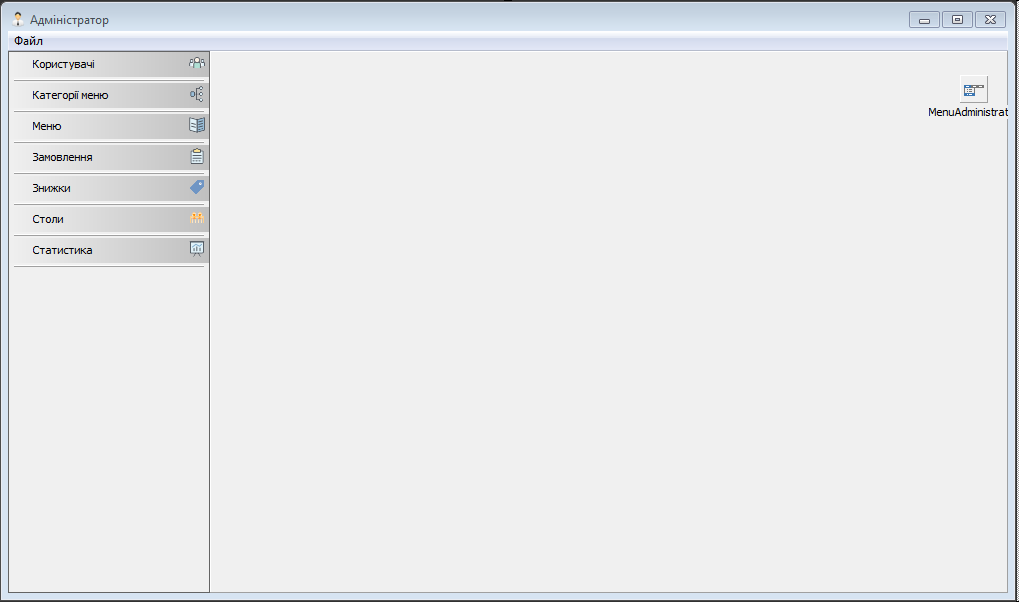 Адміністратор
Файл
Користувачі
Категорії меню
Меню
Замовлення
Знижки
Столи
Статистика
MenuAdministrat